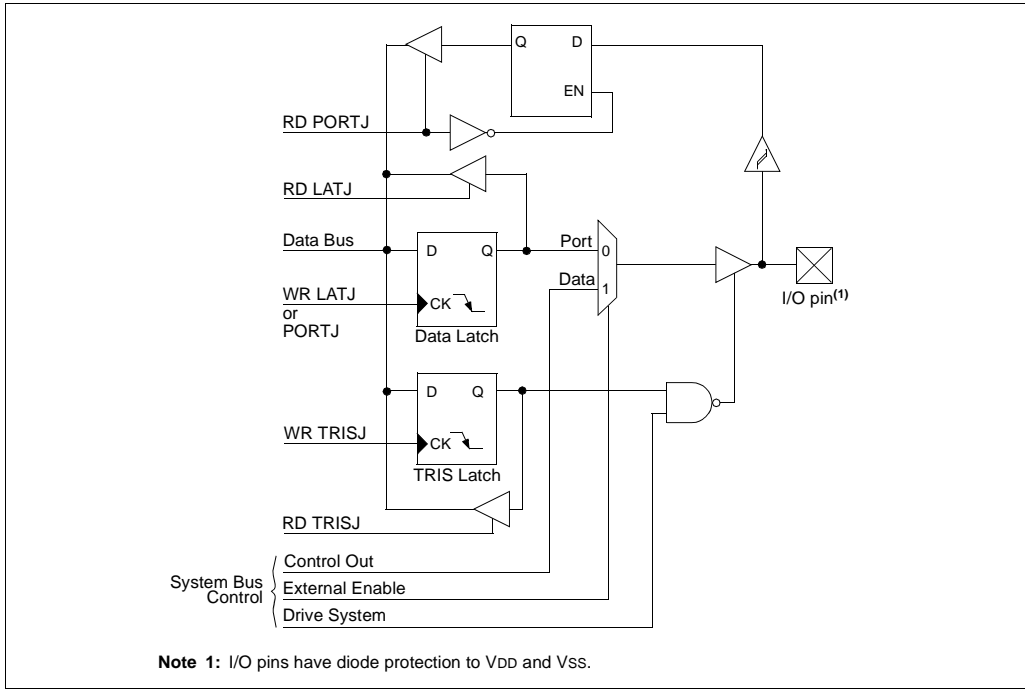 Q D
EN
RD PORTJ
RD LATJ
Data Bus
D Q
Port 0
Data 1
I/O pin(1)
WR LATJ
or
PORTJ
CK
Data Latch
D Q
WR TRISJ
CK
TRIS Latch
RD TRISJ
System Bus
Control
Control Out
External Enable
Drive System
Note 1: I/O pins have diode protection to VDD and VSS.